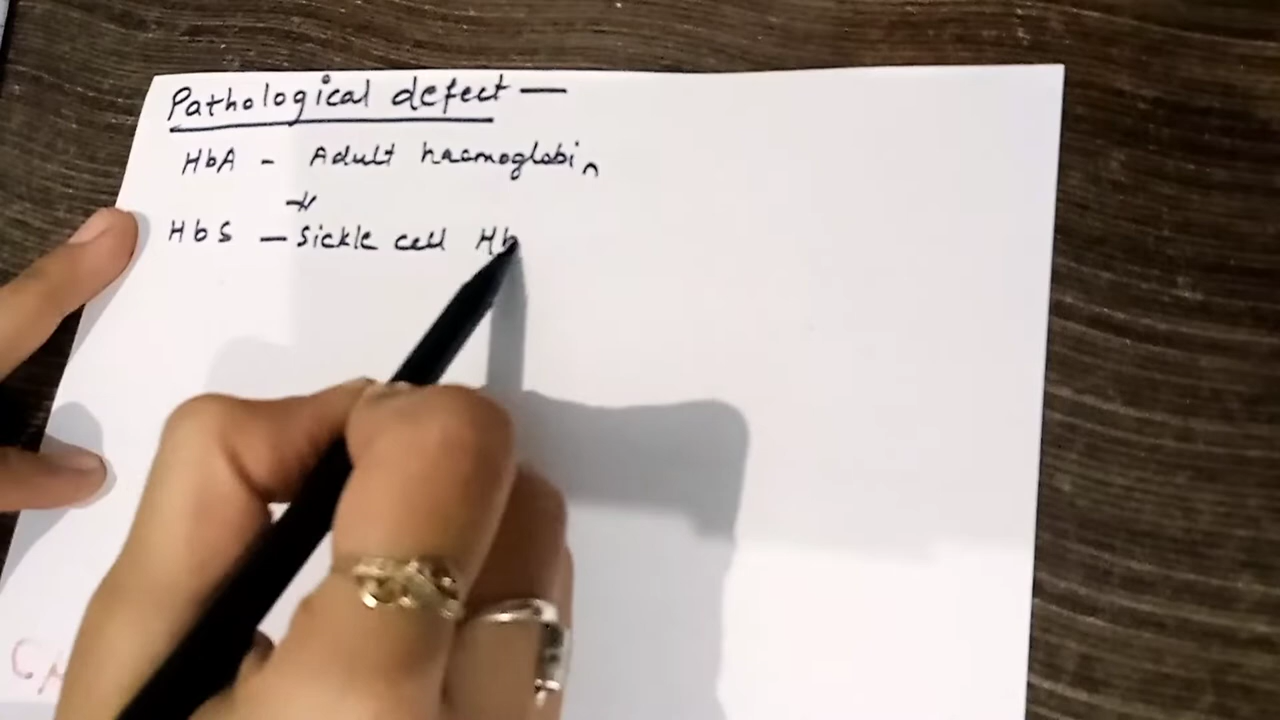 Pathological defect —
HbA - Adult haemoglobin
HbS - Sickle cell Hb